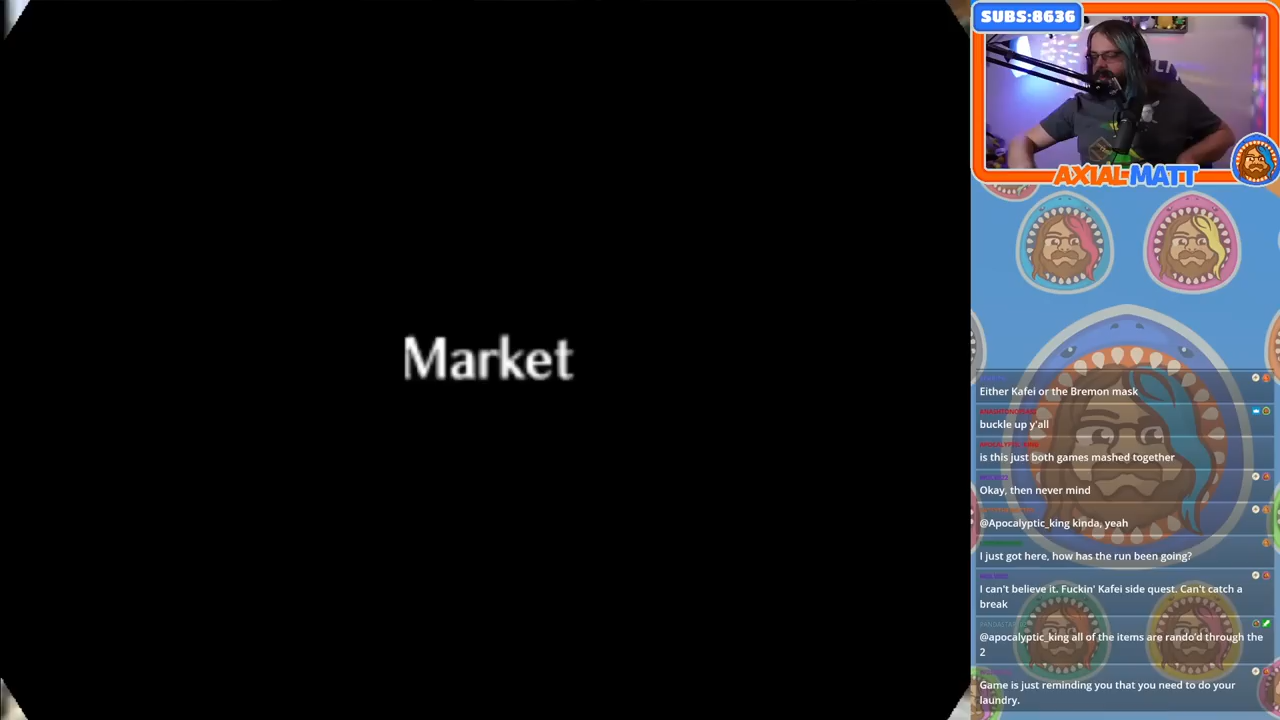 SUBS:8636
AXIALMATT
Market
Either Kafei or the Bremon mask
buckle up y'all
is this just both games mashed together
Okay, then never mind
@Apocalyptic_king kinda, yeah
I just got here, how has the run been going?
I can't believe it. Fuckin' Kafei side quest. Can't catch a
break
@apocalyptic_king all of the items are rando'd through the
2
Game is just reminding you that you need to do your
laundry.